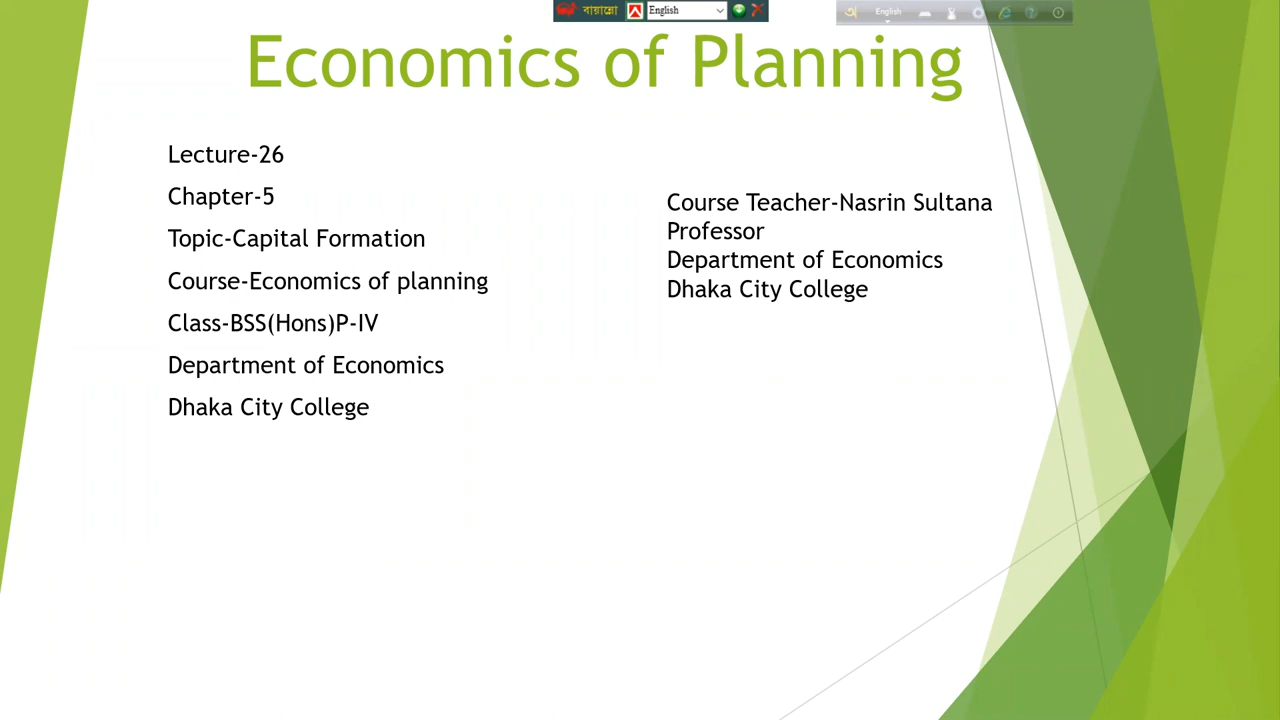 বায়ান্নো
English
অ
English
Economics of Planning
Lecture-26
Chapter-5
Topic-Capital Formation
Course-Economics of planning
Class-BSS(Hons)P-IV
Department of Economics
Dhaka City College
Course Teacher-Nasrin Sultana
Professor
Department of Economics
Dhaka City College